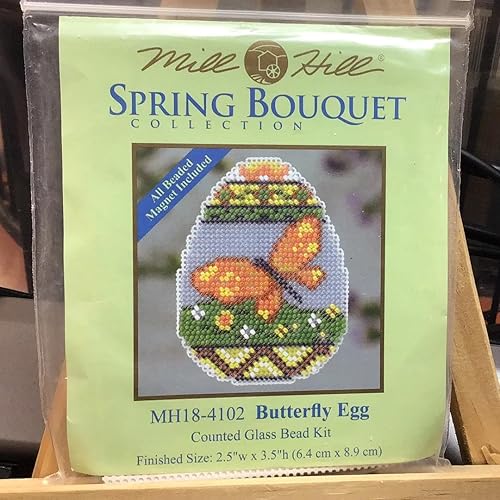 Mill Hill®
SPRING BOUQUET
COLLECTION
All Beaded
Magnet Included
MH18-4102 Butterfly Egg
Counted Glass Bead Kit
Finished Size: 2.5"w x 3.5"h (6.4 cm x 8.9 cm)